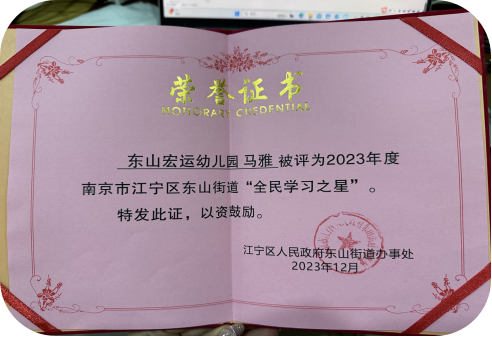 荣誉证书
HONORARY CREDENTIAL
东山宏运幼儿园 马雅 被评为2023年度
南京市江宁区东山街道“全民学习之星”。
特发此证，以资鼓励。
江宁区人民政府东山街道办事处
2023年12月